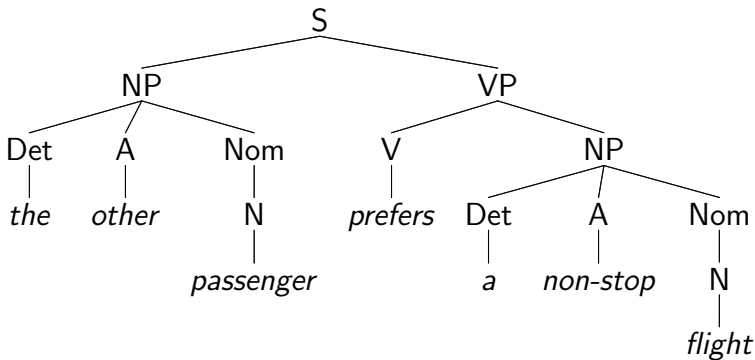 S
NP VP
Det A Nom V NP
the other N prefers Det A Nom
passenger a non-stop N
flight